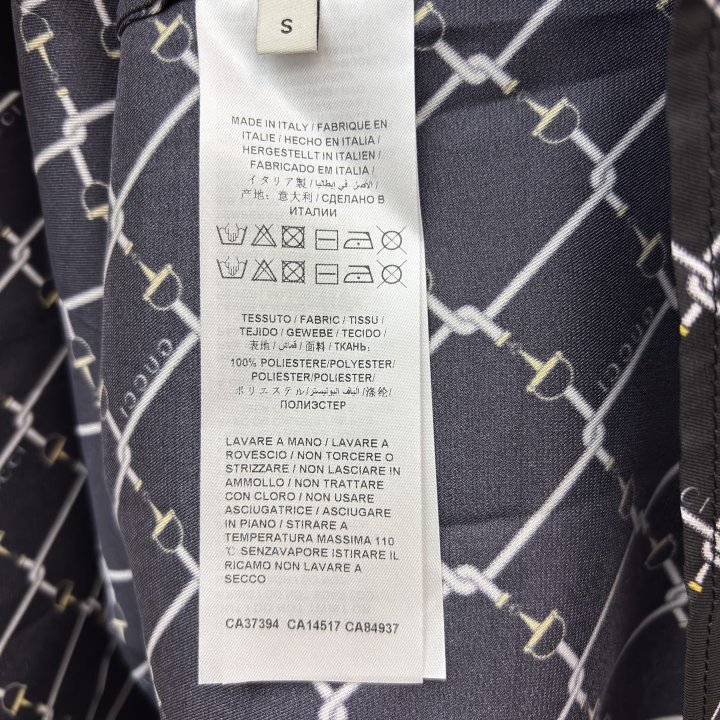 S
MADE IN ITALY / FABRIQUE EN
ITALIE / HECHO EN ITALIA /
HERGESTELLT IN ITALIEN /
FABRICADO EM ITALIA /
イタリア製 / الأصل في إيطاليا /
产地: 意大利 / СДЕЛАНО В
ИТАЛИИ
TESSUTO / FABRIC / TISSU /
TEJIDO / GEWEBE / TECIDO /
表地 / قماش / 面料 / ТКАНЬ:
100% POLIESTERE/POLYESTER/
POLIESTER/POLIESTER/
ポリエステル/الياف البوليستر/涤纶/
ПОЛИЭСТЕР
LAVARE A MANO / LAVARE A
ROVESCIO / NON TORCERE O
STRIZZARE / NON LASCIARE IN
AMMOLLO / NON TRATTARE
CON CLORO / NON USARE
ASCIUGATRICE / ASCIUGARE
IN PIANO / STIRARE A
TEMPERATURA MASSIMA 110
℃ SENZAVAPORE ISTIRARE IL
RICAMO NON LAVARE A
SECCO
CA37394 CA14517 CA84937
GUCCI
GUCCI